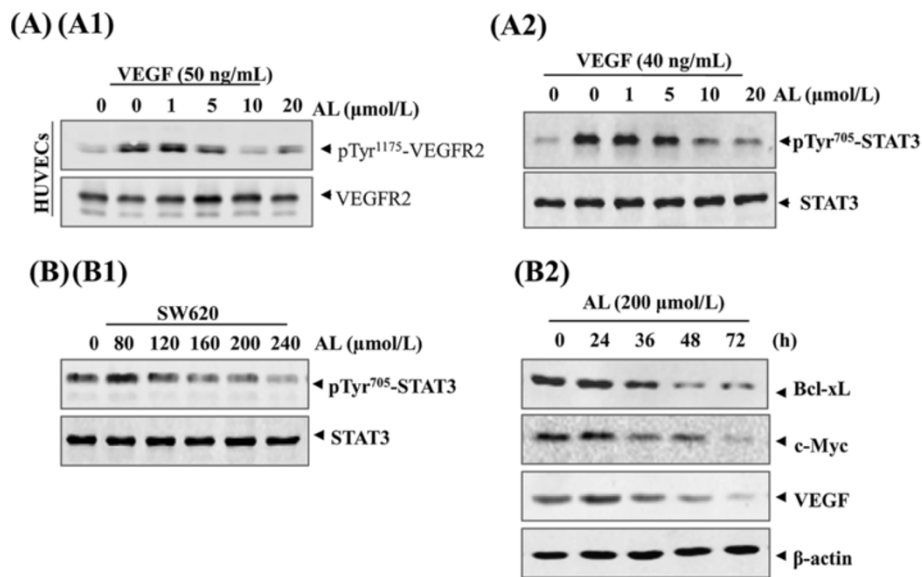 (A) (A1)
VEGF (50 ng/mL)
0 0 1 5 10 20 AL (µmol/L)
HUVECs
pTyr¹¹⁷⁵-VEGFR2
VEGFR2
(A2)
VEGF (40 ng/mL)
0 0 1 5 10 20 AL (µmol/L)
pTyr⁷⁰⁵-STAT3
STAT3
(B) (B1)
SW620
0 80 120 160 200 240 AL (µmol/L)
pTyr⁷⁰⁵-STAT3
STAT3
(B2)
AL (200 µmol/L)
0 24 36 48 72 (h)
Bcl-xL
c-Myc
VEGF
β-actin